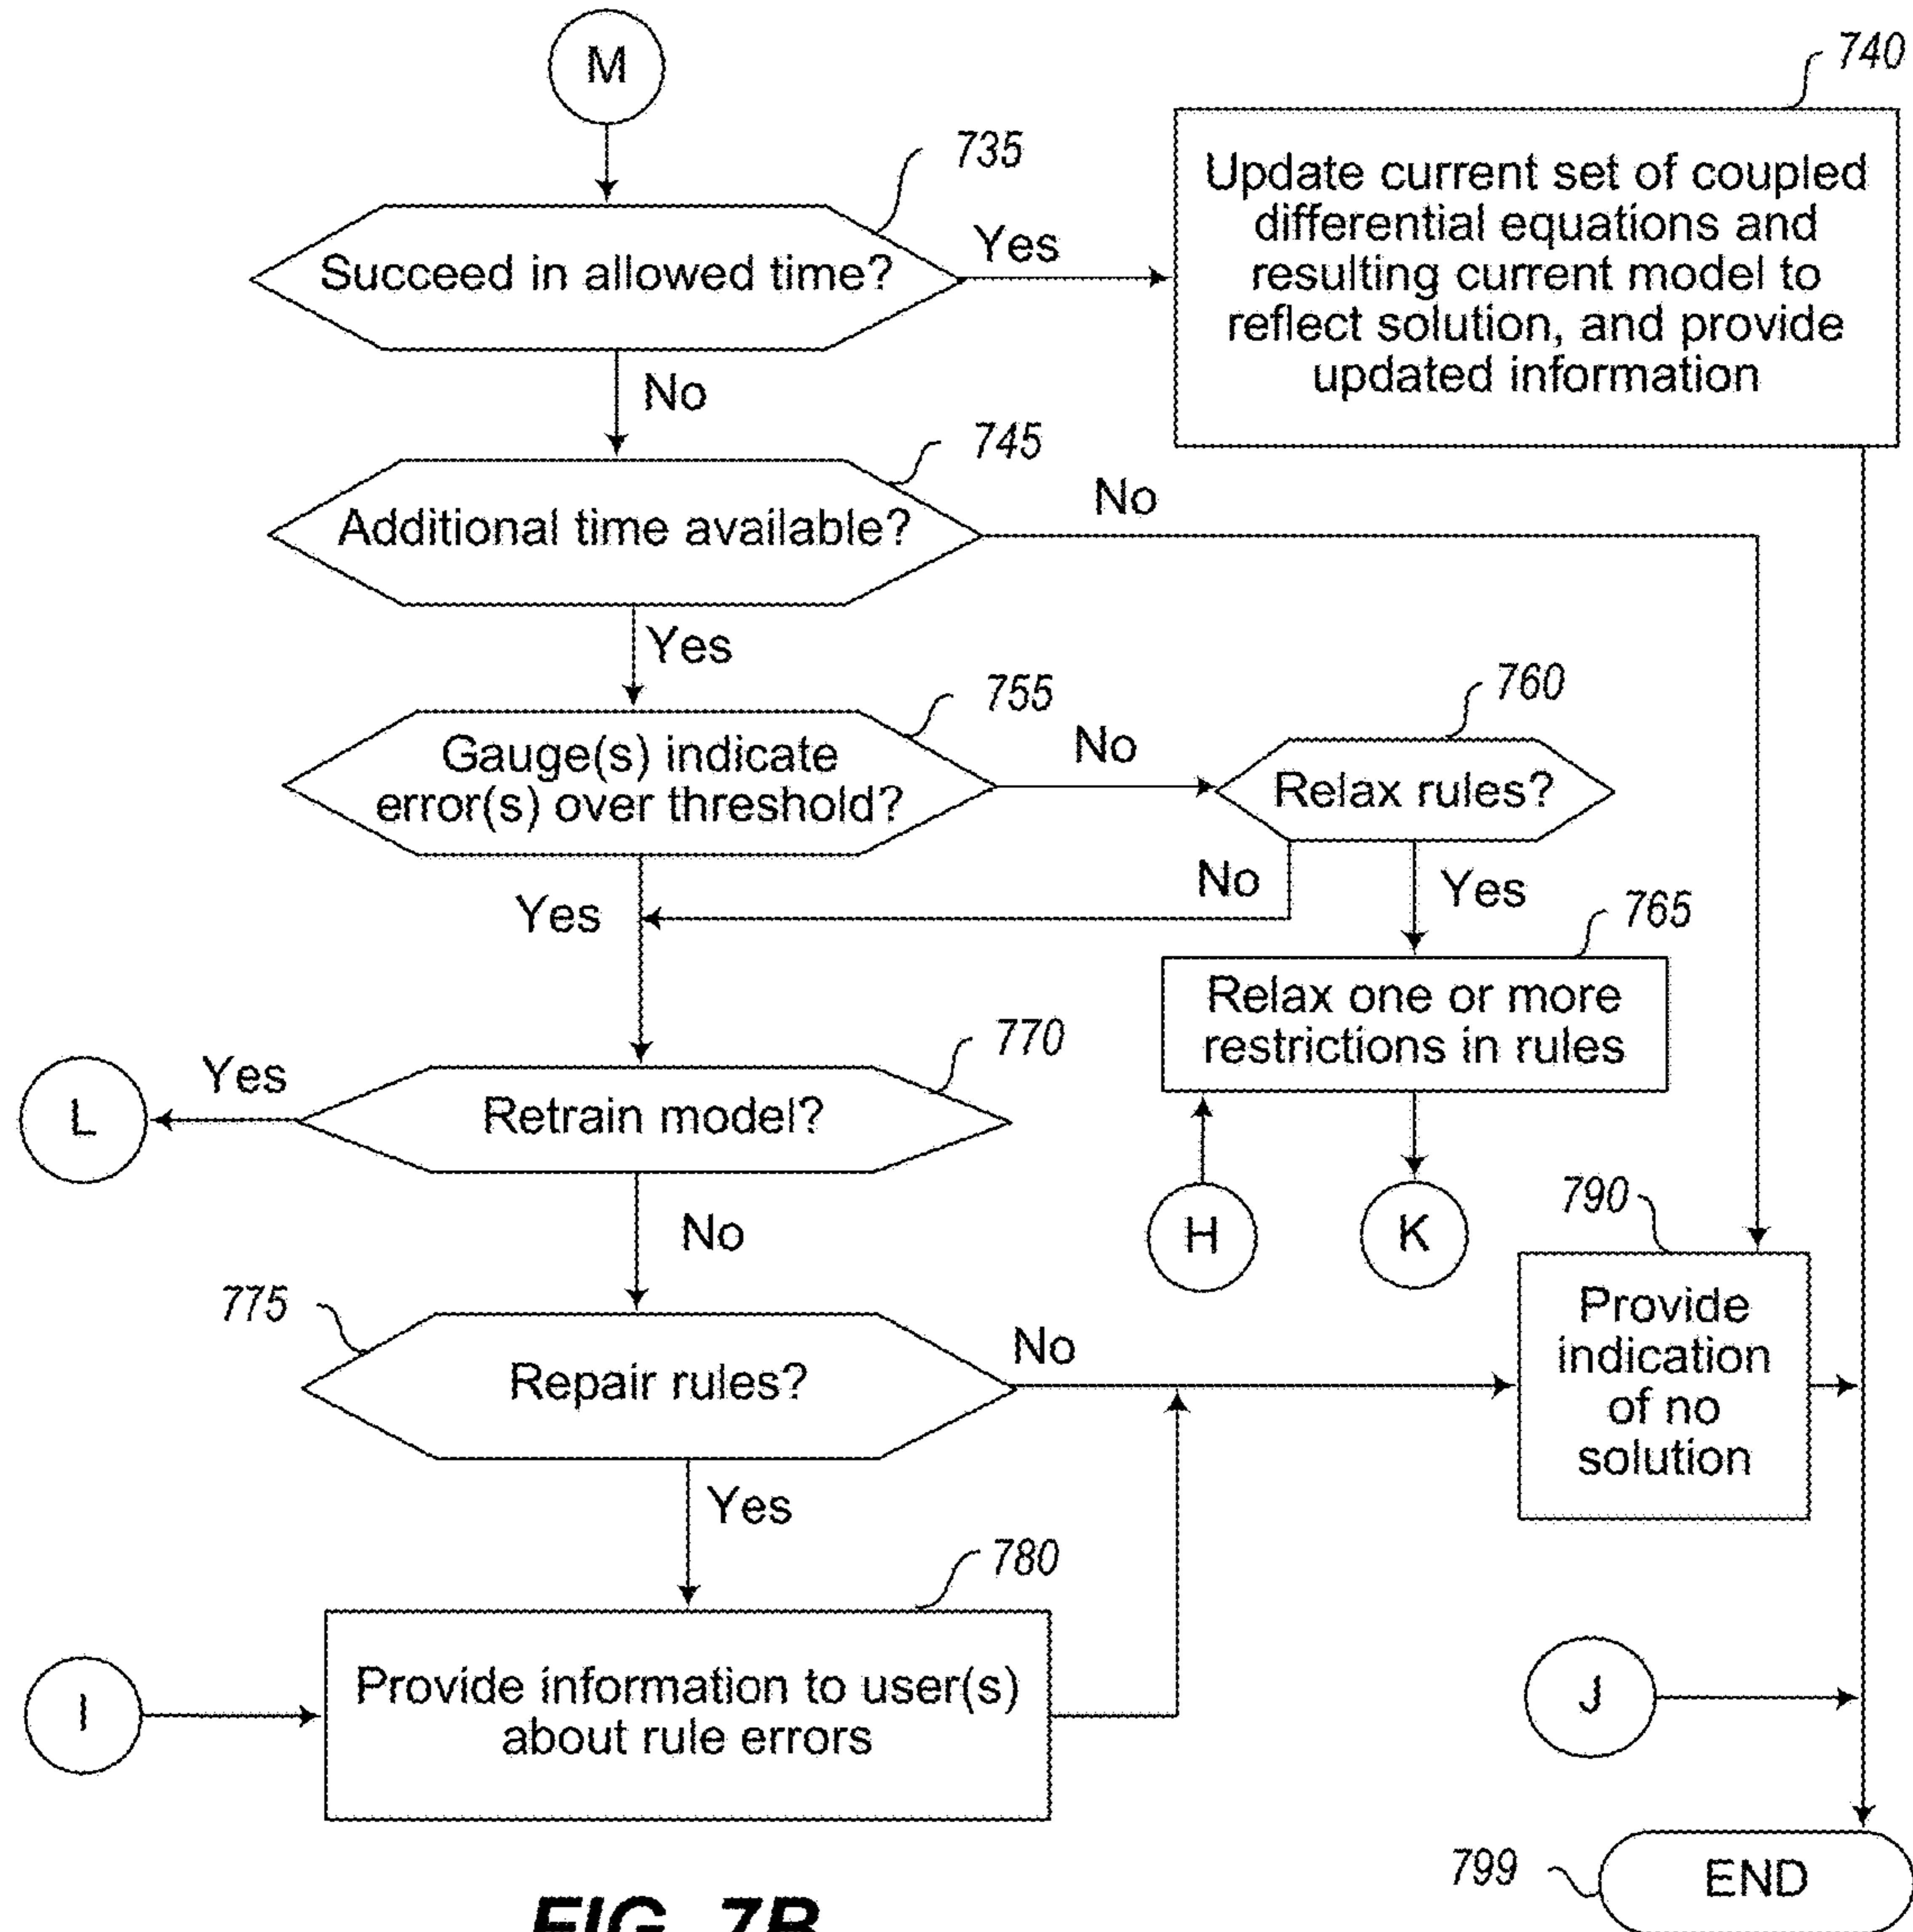 M
740
735
Update current set of coupled
differential equations and
resulting current model to
reflect solution, and provide
updated information
Succeed in allowed time?
Yes
No
745
Additional time available?
No
Yes
755
760
Gauge(s) indicate
error(s) over threshold?
No
Relax rules?
Yes
No
Yes
765
Relax one or more
restrictions in rules
770
L
Yes
Retrain model?
No
H
K
790
775
Repair rules?
No
Provide
indication
of no
solution
Yes
780
I
Provide information to user(s)
about rule errors
J
799
END
FIG. 7B